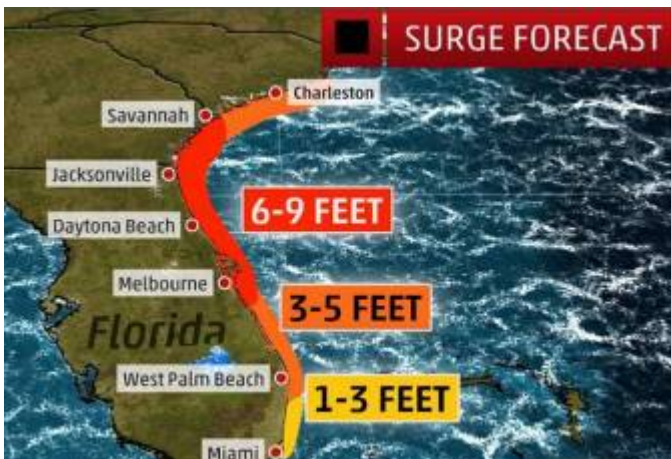 SURGE FORECAST
Charleston
Savannah
Jacksonville
6-9 FEET
Daytona Beach
Melbourne
3-5 FEET
Florida
West Palm Beach
1-3 FEET
Miami